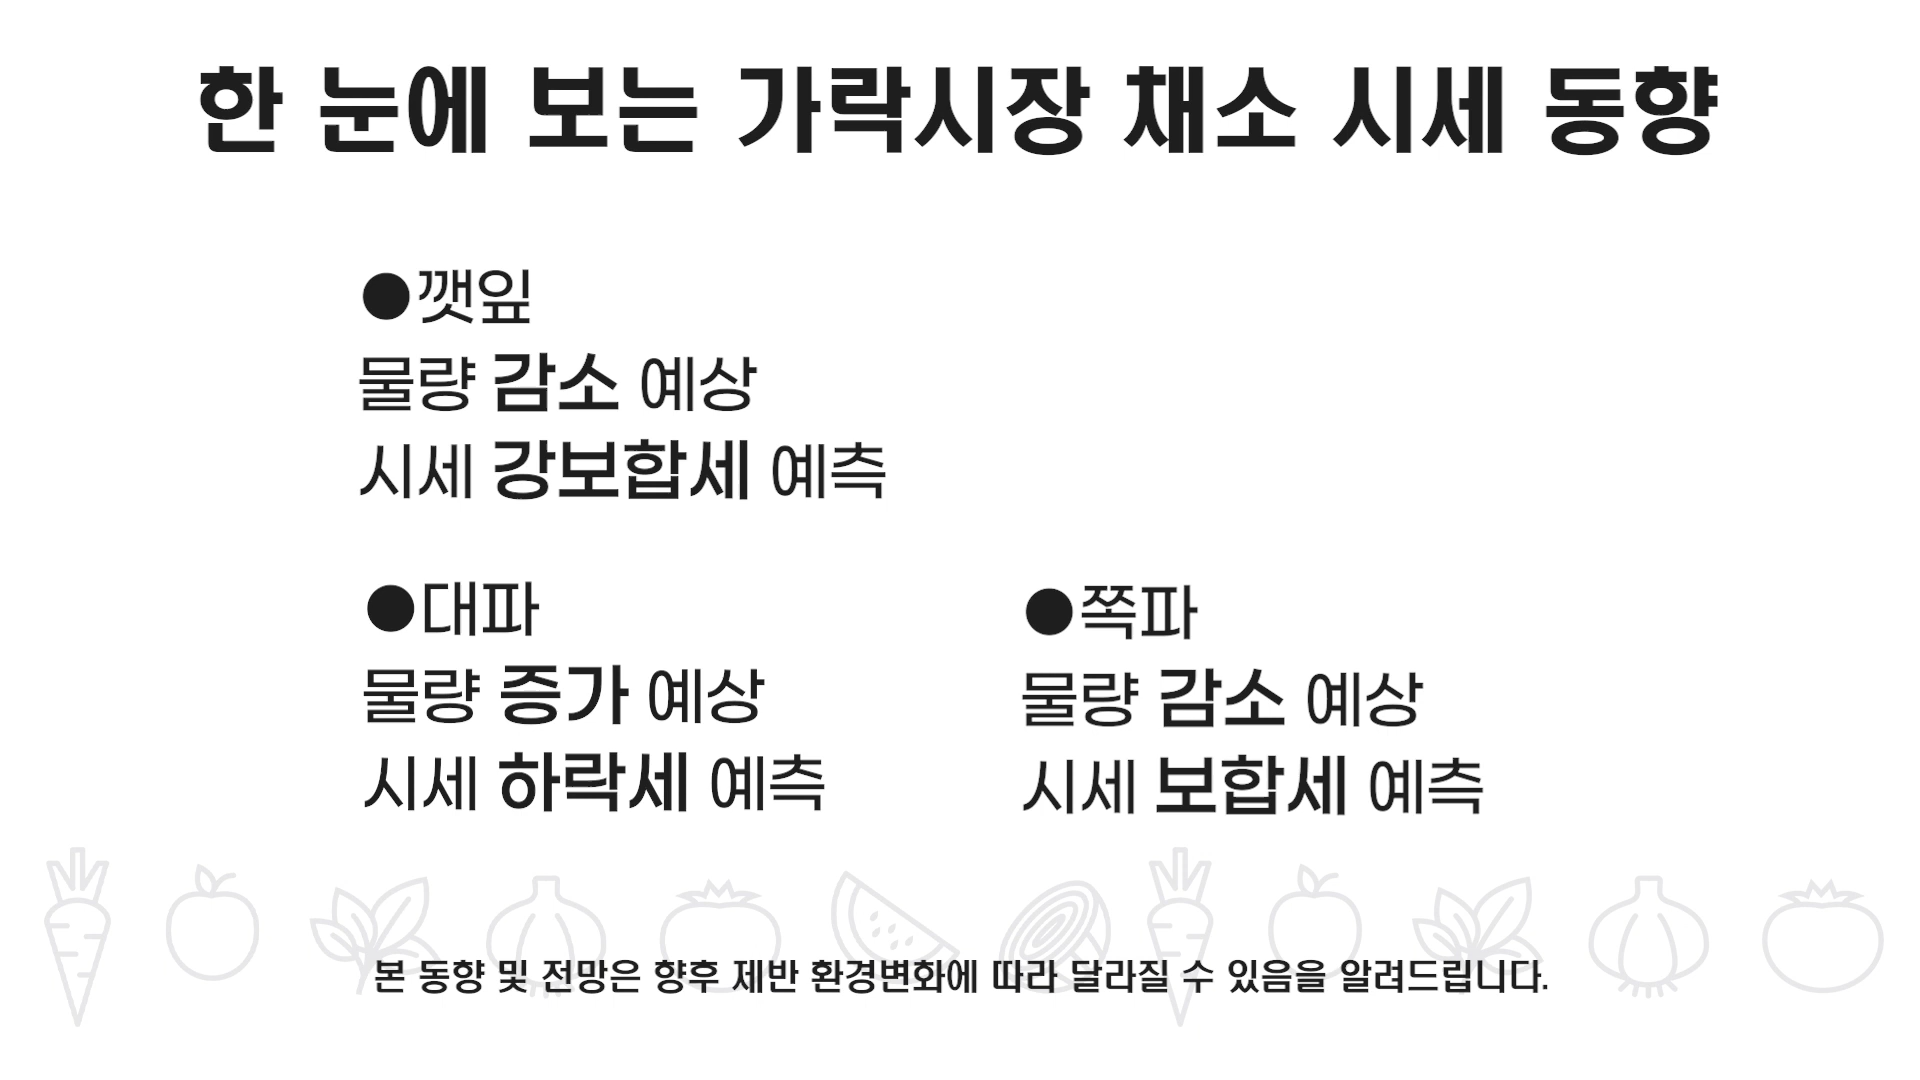 한 눈에 보는 가락시장 채소 시세 동향
●깻잎
물량 감소 예상
시세 강보합세 예측
●대파
물량 증가 예상
시세 하락세 예측
●쪽파
물량 감소 예상
시세 보합세 예측
본 동향 및 전망은 향후 제반 환경변화에 따라 달라질 수 있음을 알려드립니다.